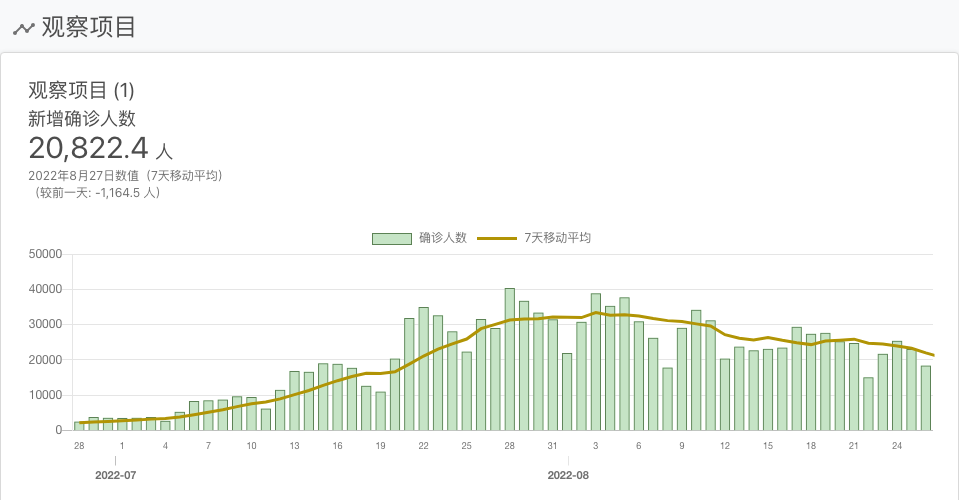 观察项目
观察项目 (1)
新增确诊人数
20,822.4 人
2022年8月27日数值（7天移动平均）
（较前一天: -1,164.5 人）
确诊人数 7天移动平均
50000
40000
30000
20000
10000
0
28 1 4 7 10 13 16 19 22 25 28 31 3 6 9 12 15 18 21 24
2022-07 2022-08